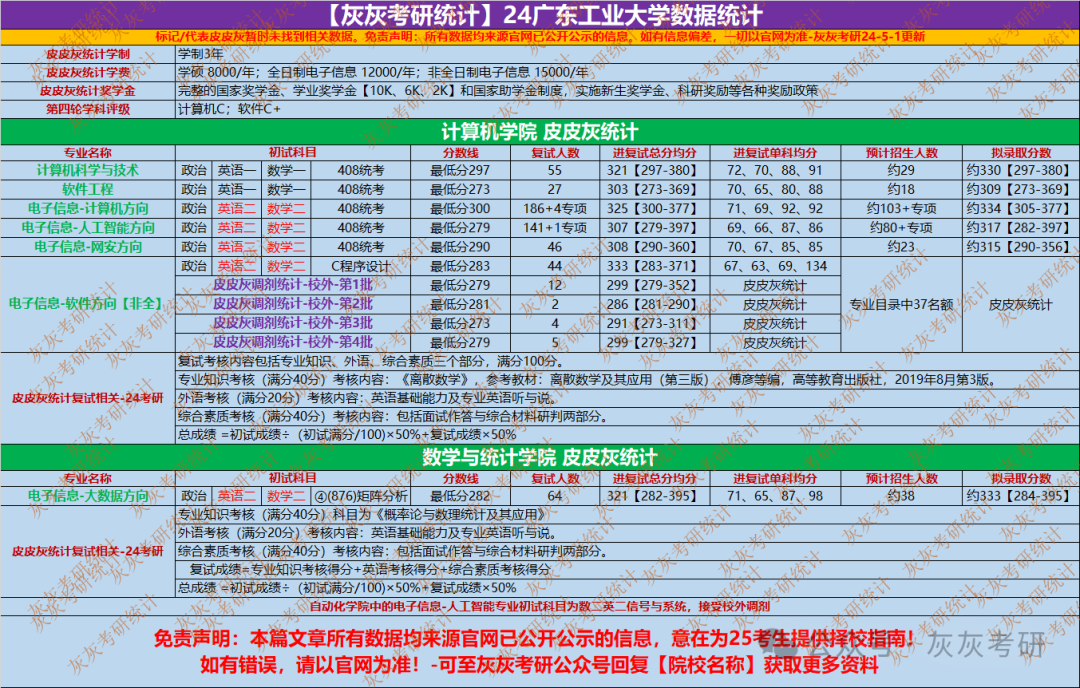 【灰灰考研统计】24广东工业大学数据统计
标记/代表皮皮灰暂时未找到相关数据。免责声明：所有数据均来源官网已公开公示的信息。如有信息偏差，一切以官网为准-灰灰考研24-5-1更新
皮皮灰统计学制 学制3年
皮皮灰统计学费 学硕 8000/年；全日制电子信息 12000/年；非全日制电子信息 15000/年
皮皮灰统计奖学金 完整的国家奖学金、学业奖学金【10K、6K、2K】和国家助学金制度，实施新生奖学金、科研奖励等各种奖励政策
第四轮学科评级 计算机C；软件C+
计算机学院 皮皮灰统计
专业名称 初试科目 分数线 复试人数 进复试总分均分 进复试单科均分 预计招生人数 拟录取分数
计算机科学与技术 政治 英语一 数学一 408统考 最低分297 55 321【297-380】 72、70、88、91 约29 约330【297-380】
软件工程 政治 英语一 数学一 408统考 最低分273 27 303【273-369】 70、65、80、88 约18 约309【273-369】
电子信息-计算机方向 政治 英语二 数学二 408统考 最低分300 186+4专项 325【300-377】 71、69、92、92 约103+专项 约334【305-377】
电子信息-人工智能方向 政治 英语二 数学二 408统考 最低分279 141+1专项 307【279-397】 69、66、87、86 约80+专项 约317【282-397】
电子信息-网安方向 政治 英语二 数学二 408统考 最低分290 46 308【290-360】 70、67、85、85 约23 约315【290-356】
电子信息-软件方向【非全】 政治 英语二 数学二 C程序设计 最低分283 44 333【283-371】 67、63、69、134 专业目录中37名额 皮皮灰统计
皮皮灰调剂统计-校外-第1批 最低分279 12 299【279-352】 皮皮灰统计
皮皮灰调剂统计-校外-第2批 最低分281 2 286【281-290】 皮皮灰统计
皮皮灰调剂统计-校外-第3批 最低分273 4 291【273-311】 皮皮灰统计
皮皮灰调剂统计-校外-第4批 最低分279 5 299【279-327】 皮皮灰统计
皮皮灰统计复试相关-24考研
复试考核内容包括专业知识、外语、综合素质三个部分，满分100分。
专业知识考核（满分40分）考核内容：《离散数学》，参考教材：离散数学及其应用（第三版），傅彦等编，高等教育出版社，2019年8月第3版。
外语考核（满分20分）考核内容：英语基础能力及专业英语听与说。
综合素质考核（满分40分）考核内容：包括面试作答与综合材料研判两部分。
总成绩 =初试成绩÷（初试满分/100)×50%+复试成绩×50%
数学与统计学院 皮皮灰统计
专业名称 初试科目 分数线 复试人数 进复试总分均分 进复试单科均分 预计招生人数 拟录取分数
电子信息-大数据方向 政治 英语二 数学二 ④(876)矩阵分析 最低分282 64 321【282-395】 71、65、87、98 约38 约333【284-395】
皮皮灰统计复试相关-24考研
专业知识考核（满分40分）科目为《概率论与数理统计及其应用》
外语考核（满分20分）考核内容：英语基础能力及专业英语听与说。
综合素质考核（满分40分）考核内容：包括面试作答与综合材料研判两部分。
复试成绩=专业知识考核得分+英语考核得分+综合素质考核得分
总成绩 =初试成绩÷（初试满分/100)×50%+复试成绩×50%
自动化学院中的电子信息-人工智能专业初试科目为数二英二信号与系统，接受校外调剂
免责声明：本篇文章所有数据均来源官网已公开公示的信息，意在为25考生提供择校指南！
如有错误，请以官网为准！-可至灰灰考研公众号回复【院校名称】获取更多资料
公众号 灰灰考研
灰灰考研统计